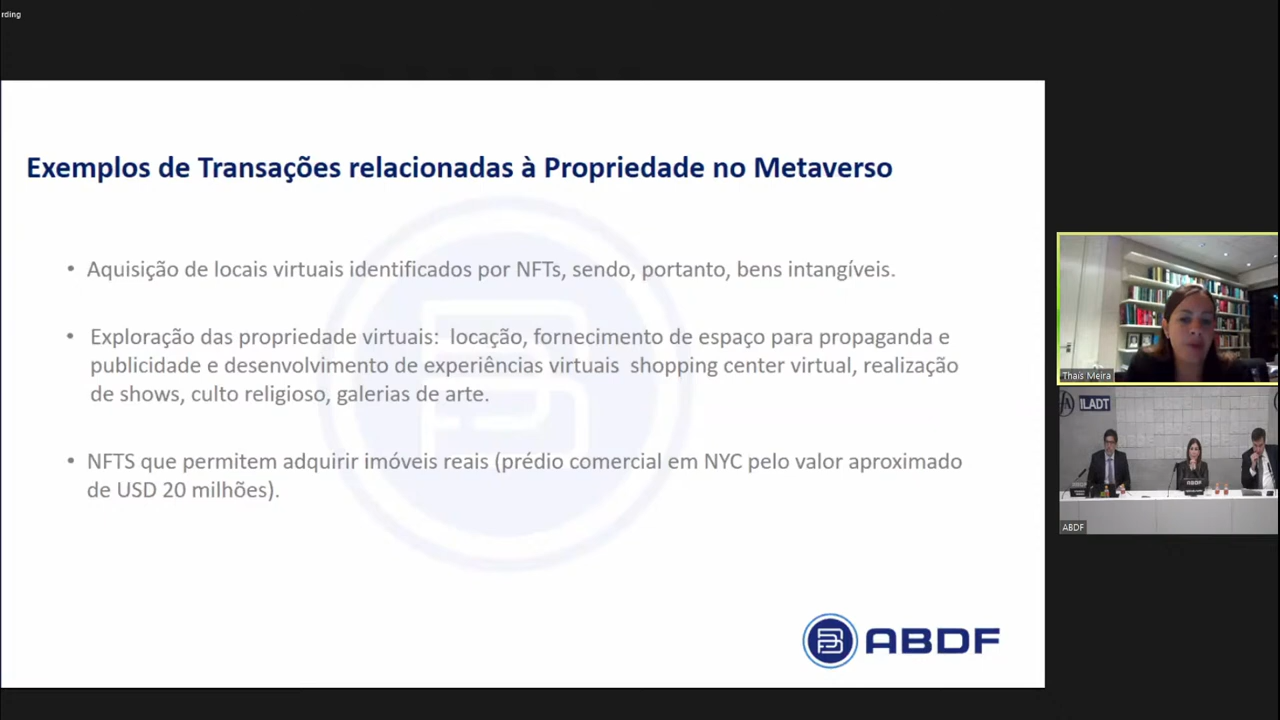 rding
Exemplos de Transações relacionadas à Propriedade no Metaverso
• Aquisição de locais virtuais identificados por NFTs, sendo, portanto, bens intangíveis.
• Exploração das propriedade virtuais:  locação, fornecimento de espaço para propaganda e
publicidade e desenvolvimento de experiências virtuais  shopping center virtual, realização
de shows, culto religioso, galerias de arte.
• NFTS que permitem adquirir imóveis reais (prédio comercial em NYC pelo valor aproximado
de USD 20 milhões).
ABDF
Thaís Meira
ILADT
ABDF
ABDF